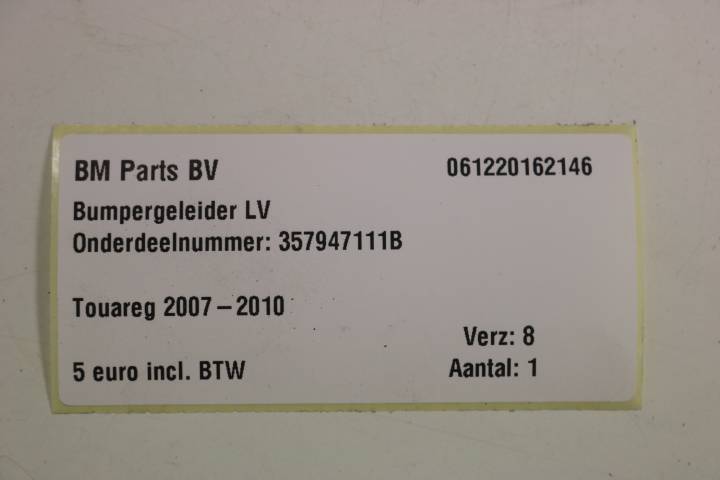 BM Parts BV 061220162146
Bumpergeleider LV
Onderdeelnummer: 357947111B
Touareg 2007 – 2010
Verz: 8
5 euro incl. BTW Aantal: 1